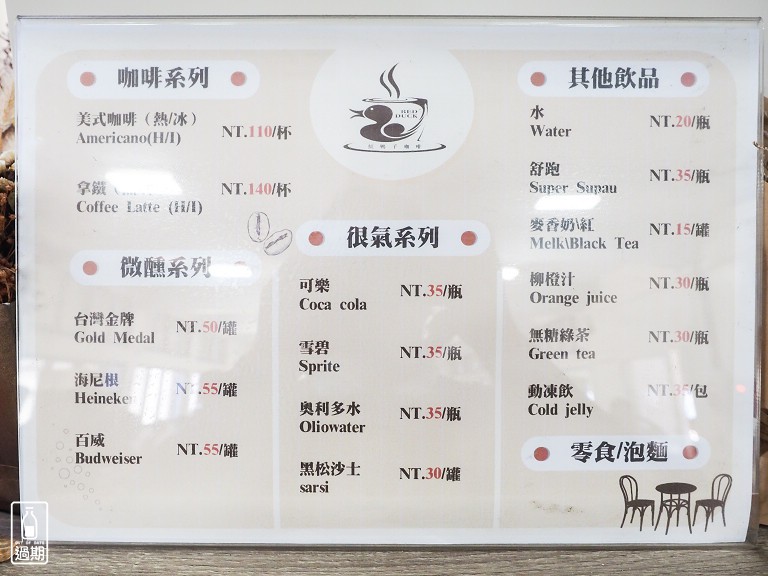 咖啡系列
美式咖啡（熱/冰） NT.110/杯
Americano(H/I)
拿鐵 NT.140/杯
Coffee Latte (H/I)
微醺系列
台灣金牌 NT.50/罐
Gold Medal
海尼根 NT.55/罐
Heineken
百威 NT.55/罐
Budweiser
RED
DUCK
紅鴨子咖啡
很氣系列
可樂 NT.35/瓶
Coca cola
雪碧 NT.35/瓶
Sprite
奧利多水 NT.35/瓶
Oliowater
黑松沙士 NT.30/罐
sarsi
其他飲品
水 NT.20/瓶
Water
舒跑 NT.35/瓶
Super Supau
麥香奶\紅 NT.15/罐
Melk\Black Tea
柳橙汁 NT.30/瓶
Orange juice
無糖綠茶 NT.30/瓶
Green tea
動凍飲 NT.35/包
Cold jelly
零食/泡麵
過期